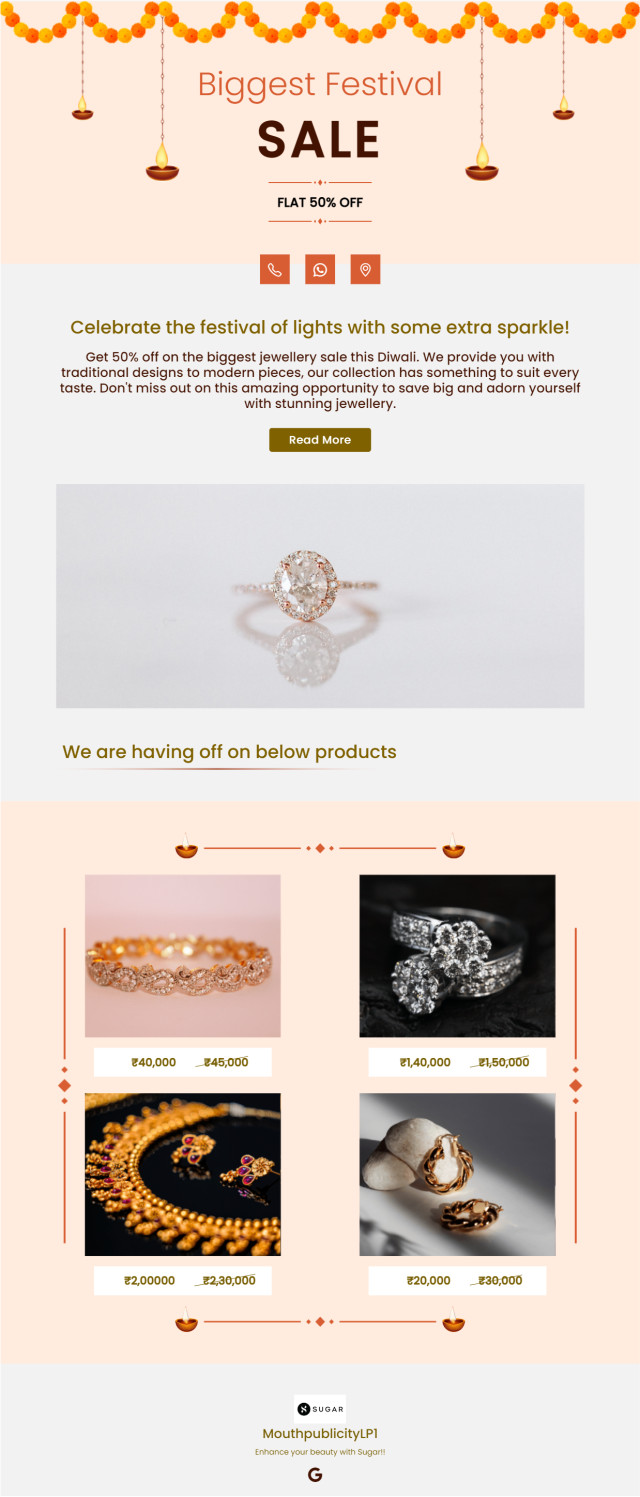 Biggest Festival
SALE
FLAT 50% OFF
Celebrate the festival of lights with some extra sparkle!
Get 50% off on the biggest jewellery sale this Diwali. We provide you with
traditional designs to modern pieces, our collection has something to suit every
taste. Don't miss out on this amazing opportunity to save big and adorn yourself
with stunning jewellery.
Read More
We are having off on below products
₹40,000 ₹45,000
₹1,40,000 ₹1,50,000
₹2,00000 ₹2,30,000
₹20,000 ₹30,000
SUGAR
MouthpublicityLP1
Enhance your beauty with Sugar!!
G